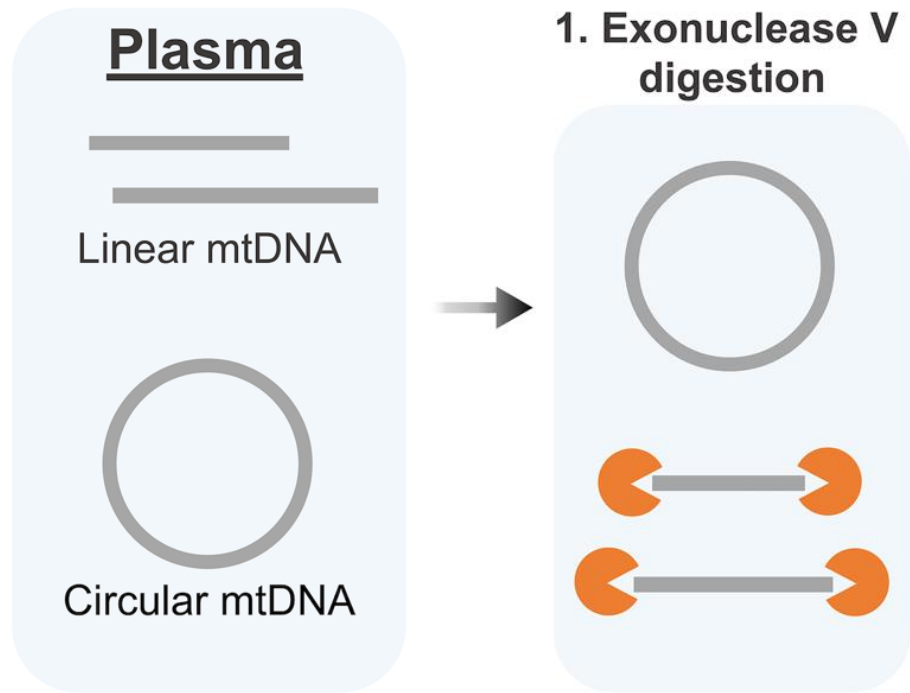 Plasma
Linear mtDNA
Circular mtDNA
1. Exonuclease V
digestion